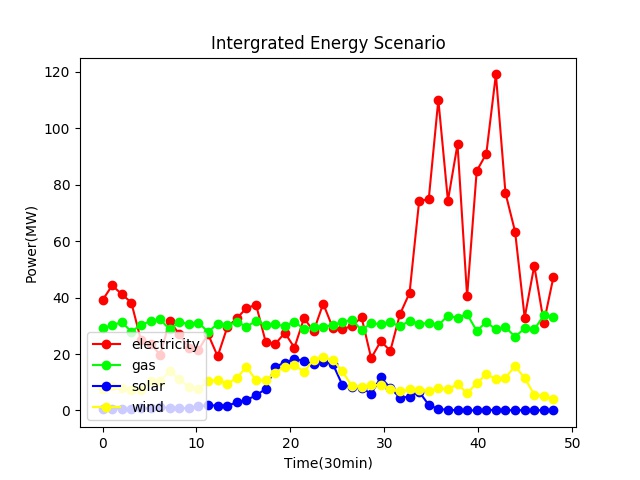 Intergrated Energy Scenario
Power(MW)
120
100
80
60
40
20
0
electricity
gas
solar
wind
0 10 20 30 40 50
Time(30min)